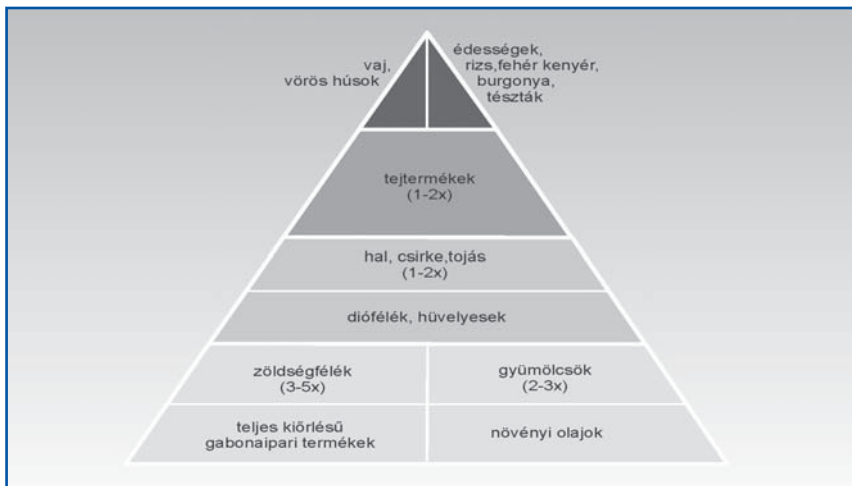 vaj,
vörös húsok
édességek,
rizs,fehér kenyér,
burgonya,
tészták
tejtermékek
(1-2x)
hal, csirke,tojás
(1-2x)
diófélék, hüvelyesek
zöldségfélék
(3-5x)
gyümölcsök
(2-3x)
teljes kiőrlésű
gabonaipari termékek
növényi olajok